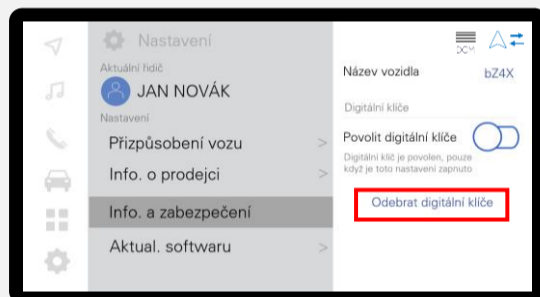 Nastavení
Aktuální řidič
JAN NOVÁK
Nastavení
Přizpůsobení vozu >
Info. o prodejci >
Info. a zabezpečení
Aktual. softwaru >
DCM
Název vozidla bZ4X
Digitální klíče
Povolit digitální klíče
Digitální klíč je povolen, pouze
když je toto nastavení zapnuto
Odebrat digitální klíče